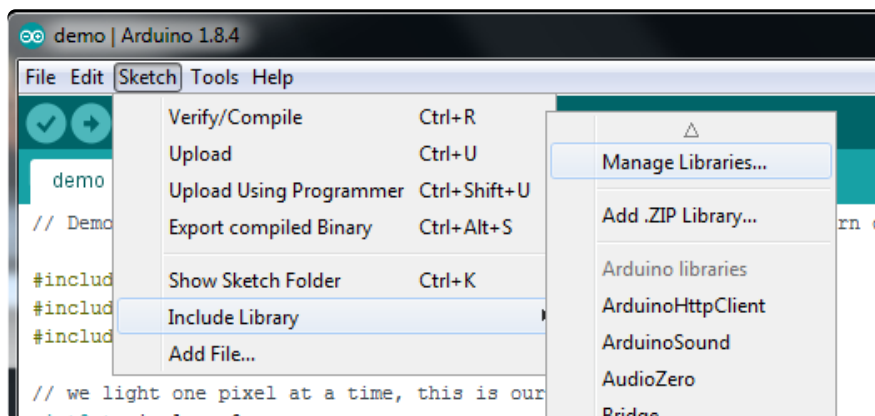 demo | Arduino 1.8.4
File Edit Sketch Tools Help
Verify/Compile Ctrl+R
Upload Ctrl+U
Upload Using Programmer Ctrl+Shift+U
Export compiled Binary Ctrl+Alt+S
Show Sketch Folder Ctrl+K
Include Library
Add File...
Manage Libraries...
Add .ZIP Library...
Arduino libraries
ArduinoHttpClient
ArduinoSound
AudioZero
Bridge
demo
// Demo
#includ
#includ
#includ
// we light one pixel at a time, this is our